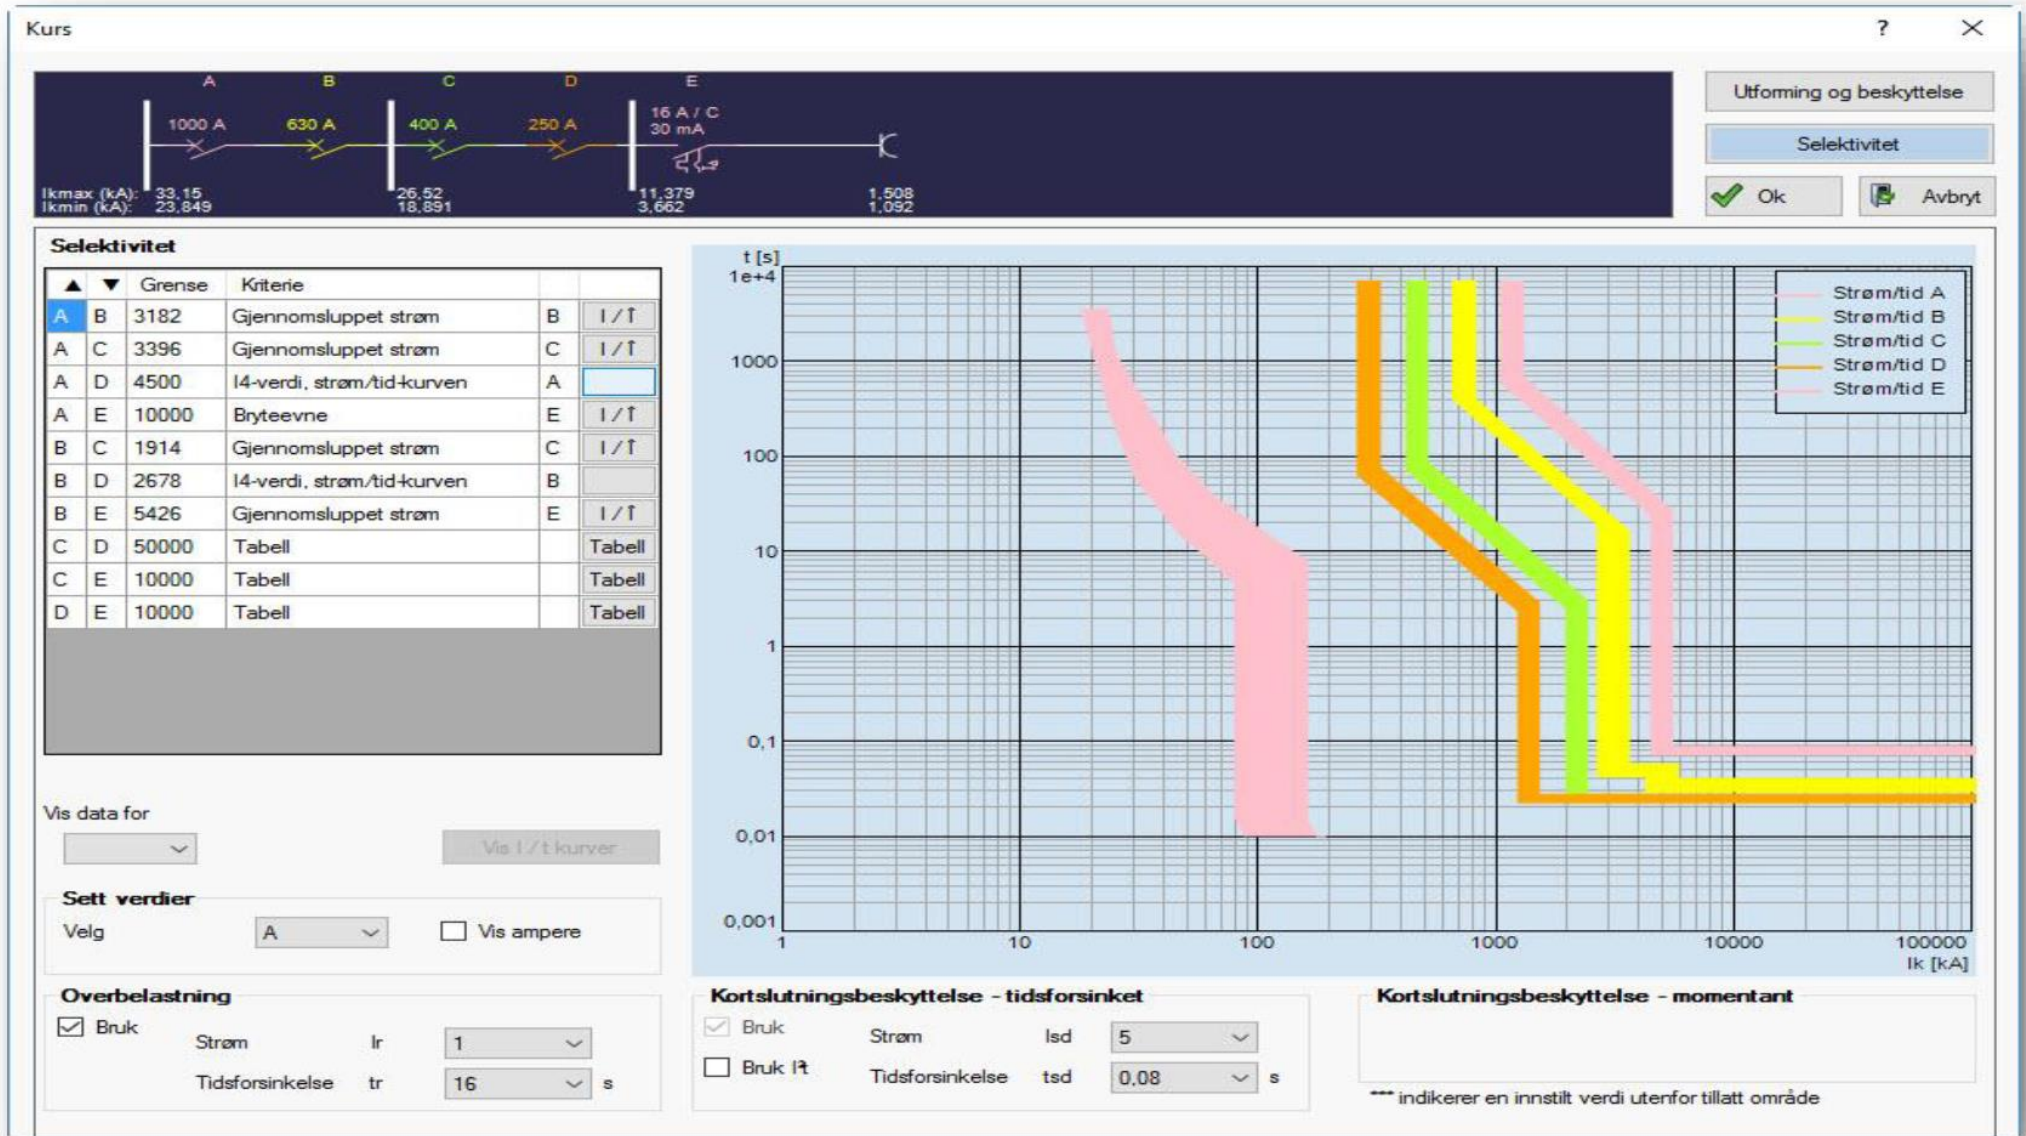 Kurs
?
A B C D E
1000 A 630 A 400 A 250 A 16 A / C
30 mA
Ikmax (kA): 33,15 26,52 11,379 1,508
Ikmin (kA): 23,849 18,891 3,662 1,092
Utforming og beskyttelse
Selektivitet
Ok Avbryt
Selektivitet
▲ ▼ Grense Kriterie
A B 3182 Gjennomsluppet strøm B I / î
A C 3396 Gjennomsluppet strøm C I / î
A D 4500 I4-verdi, strøm/tid-kurven A
A E 10000 Bryteevne E I / î
B C 1914 Gjennomsluppet strøm C I / î
B D 2678 I4-verdi, strøm/tid-kurven B
B E 5426 Gjennomsluppet strøm E I / î
C D 50000 Tabell Tabell
C E 10000 Tabell Tabell
D E 10000 Tabell Tabell
t [s]
1e+4
1000
100
10
1
0,1
0,01
0,001
1 10 100 1000 10000 100000
Ik [kA]
Strøm/tid A
Strøm/tid B
Strøm/tid C
Strøm/tid D
Strøm/tid E
Vis data for
Vis I / t kurver
Sett verdier
Velg A Vis ampere
Overbelastning
Bruk
Strøm Ir 1
Tidsforsinkelse tr 16 s
Kortslutningsbeskyttelse - tidsforsinket
Bruk Strøm Isd 5
Bruk I²t Tidsforsinkelse tsd 0,08 s
Kortslutningsbeskyttelse - momentant
*** indikerer en innstilt verdi utenfor tillatt område